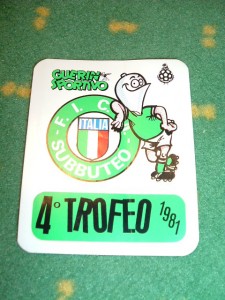 GUERIN
SPORTIVO
F.I.C.
SUBBUTEO
ITALIA
4° TROFEO 1981